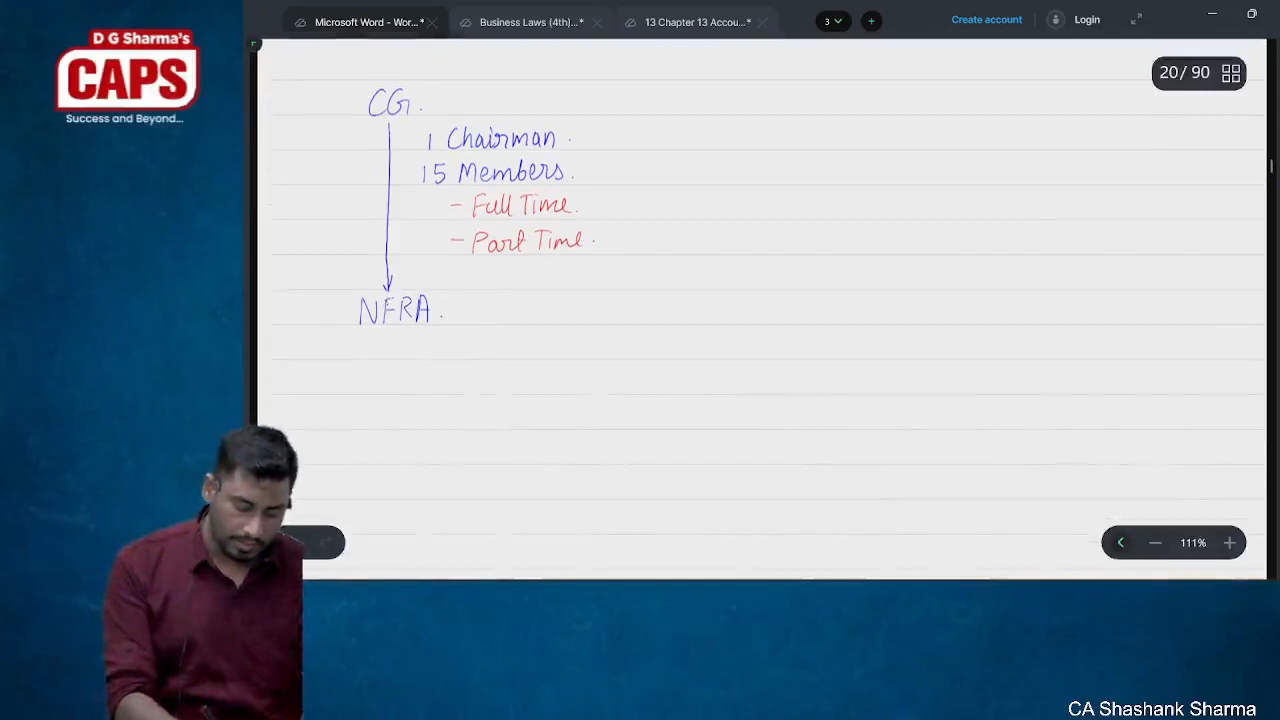 Microsoft Word - Wor...*
Business Laws (4th)...*
13 Chapter 13 Accou...*
3
Create account
Login
D G Sharma's
CAPS
Success and Beyond...
20/ 90
CG.
1 Chairman.
15 Members.
- Full Time.
- Part Time.
NFRA.
111%
CA Shashank Sharma